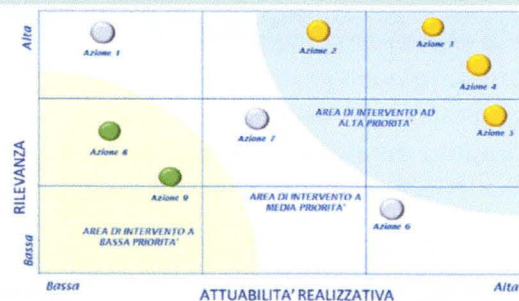 Alta
Azione 1
Azione 2
Azione 3
Azione 4
AREA DI INTERVENTO AD
ALTA PRIORITA'
Azione 5
Azione 7
Azione 8
RILEVANZA
Azione 9
AREA DI INTERVENTO A
MEDIA PRIORITA'
Azione 6
AREA DI INTERVENTO A
BASSA PRIORITA'
Bassa
Bassa
ATTUABILITA' REALIZZATIVA
Alta